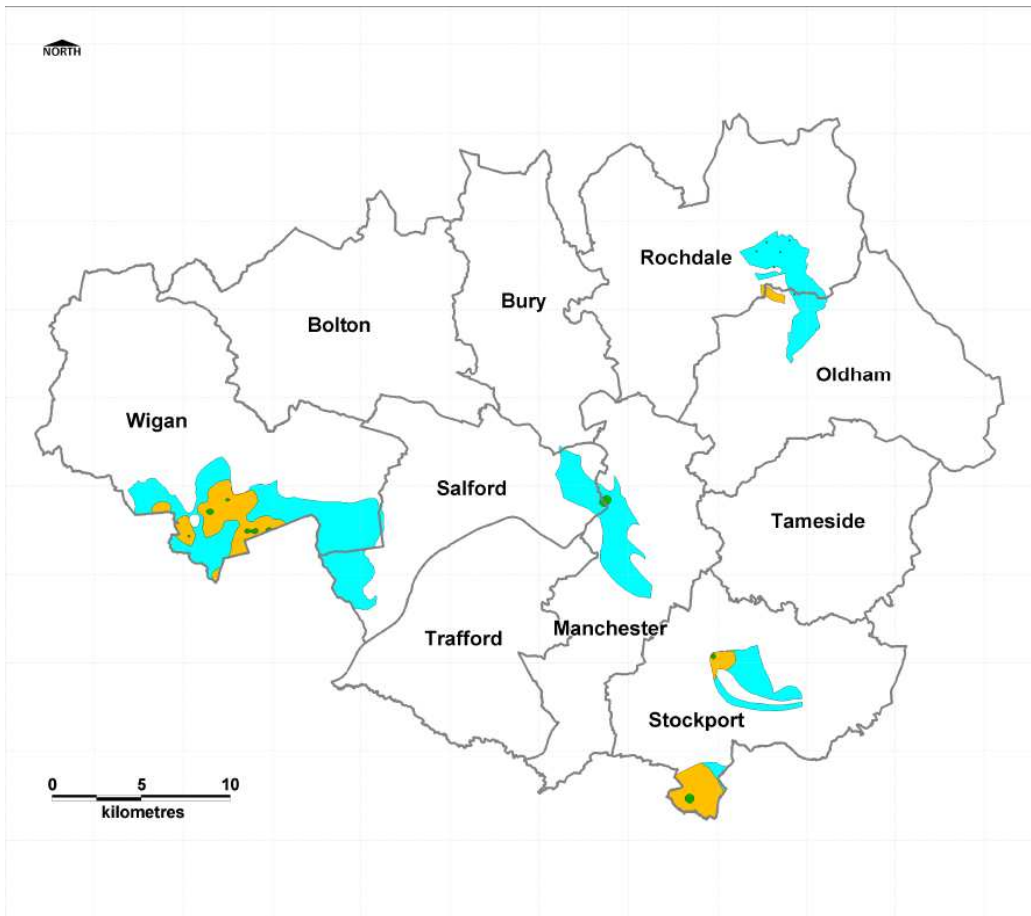 NORTH
Rochdale
Bury
Bolton
Oldham
Wigan
Salford
Tameside
Manchester
Trafford
Stockport
0 5 10
kilometres